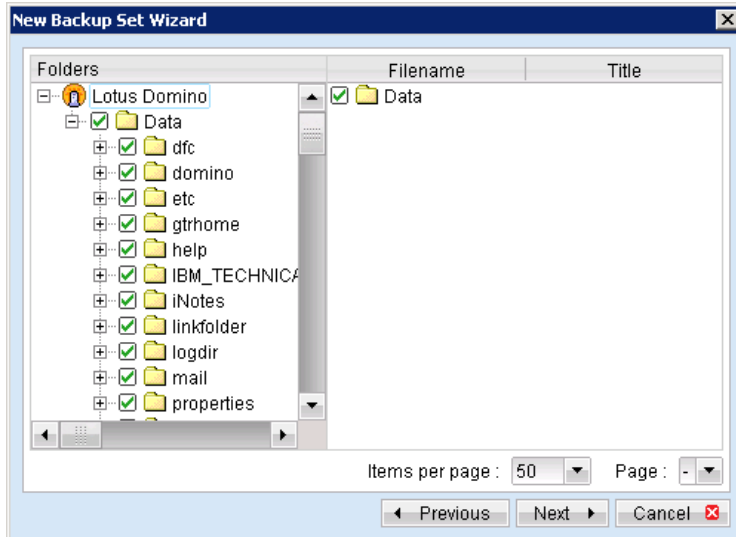 New Backup Set Wizard
Folders Filename Title
Lotus Domino
Data
Data
dfc
domino
etc
gtrhome
help
IBM_TECHNICA
iNotes
linkfolder
logdir
mail
properties
Items per page : 50 Page : -
Previous Next Cancel